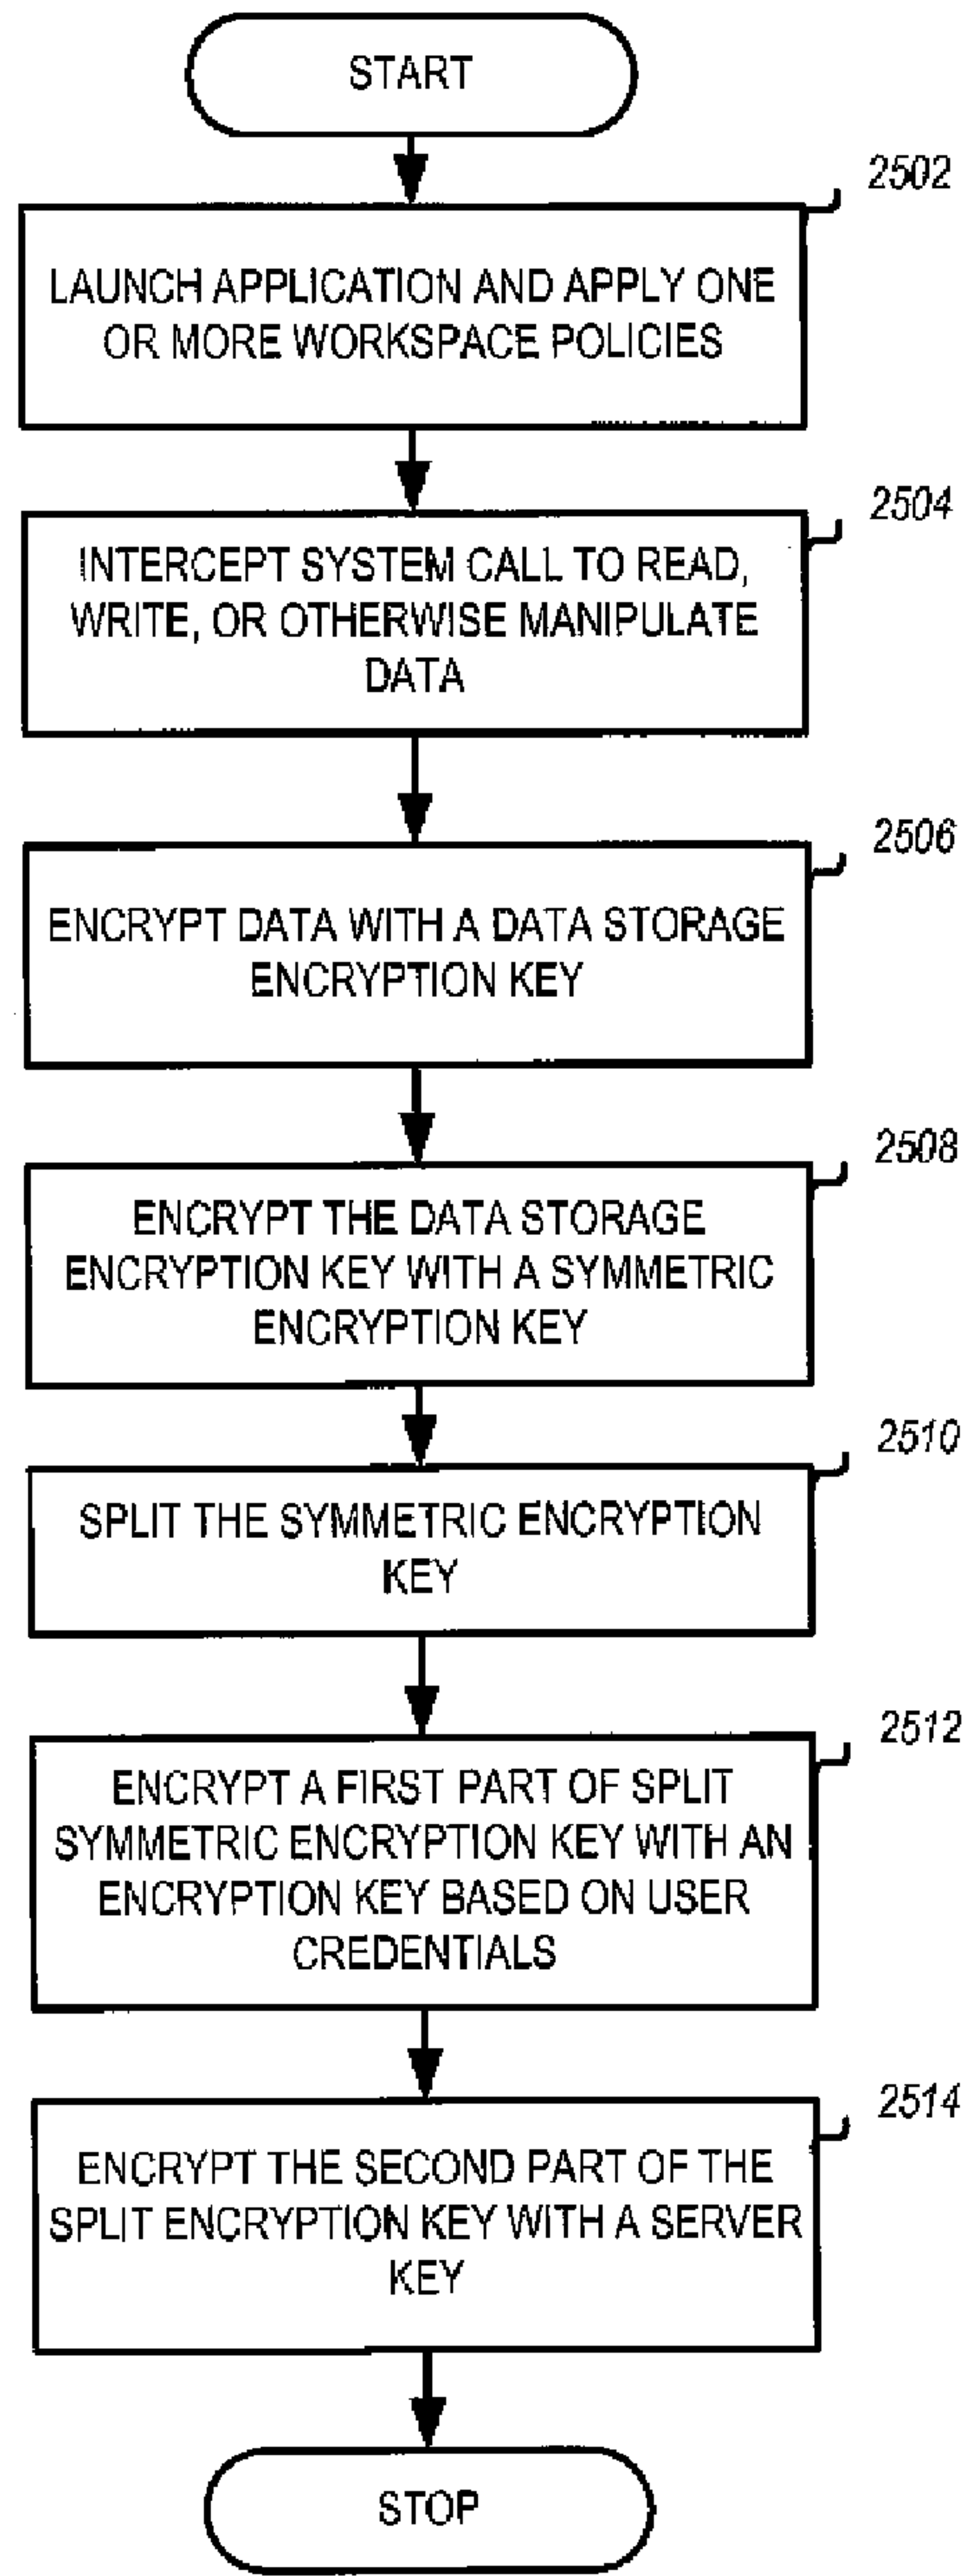 START
2502
LAUNCH APPLICATION AND APPLY ONE
OR MORE WORKSPACE POLICIES
2504
INTERCEPT SYSTEM CALL TO READ,
WRITE, OR OTHERWISE MANIPULATE
DATA
2506
ENCRYPT DATA WITH A DATA STORAGE
ENCRYPTION KEY
2508
ENCRYPT THE DATA STORAGE
ENCRYPTION KEY WITH A SYMMETRIC
ENCRYPTION KEY
2510
SPLIT THE SYMMETRIC ENCRYPTION
KEY
2512
ENCRYPT A FIRST PART OF SPLIT
SYMMETRIC ENCRYPTION KEY WITH AN
ENCRYPTION KEY BASED ON USER
CREDENTIALS
2514
ENCRYPT THE SECOND PART OF THE
SPLIT ENCRYPTION KEY WITH A SERVER
KEY
STOP